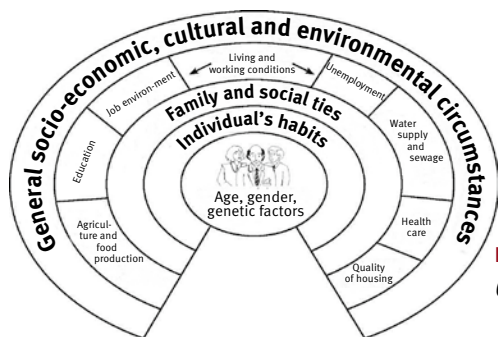 General socio-economic, cultural and environmental circumstances
Living and
working conditions
Job environ-ment
Unemployment
Family and social ties
Individual's habits
Education
Water
supply
and
sewage
Age, gender,
genetic factors
Agricul-
ture and
food
production
Health
care
Quality
of housing